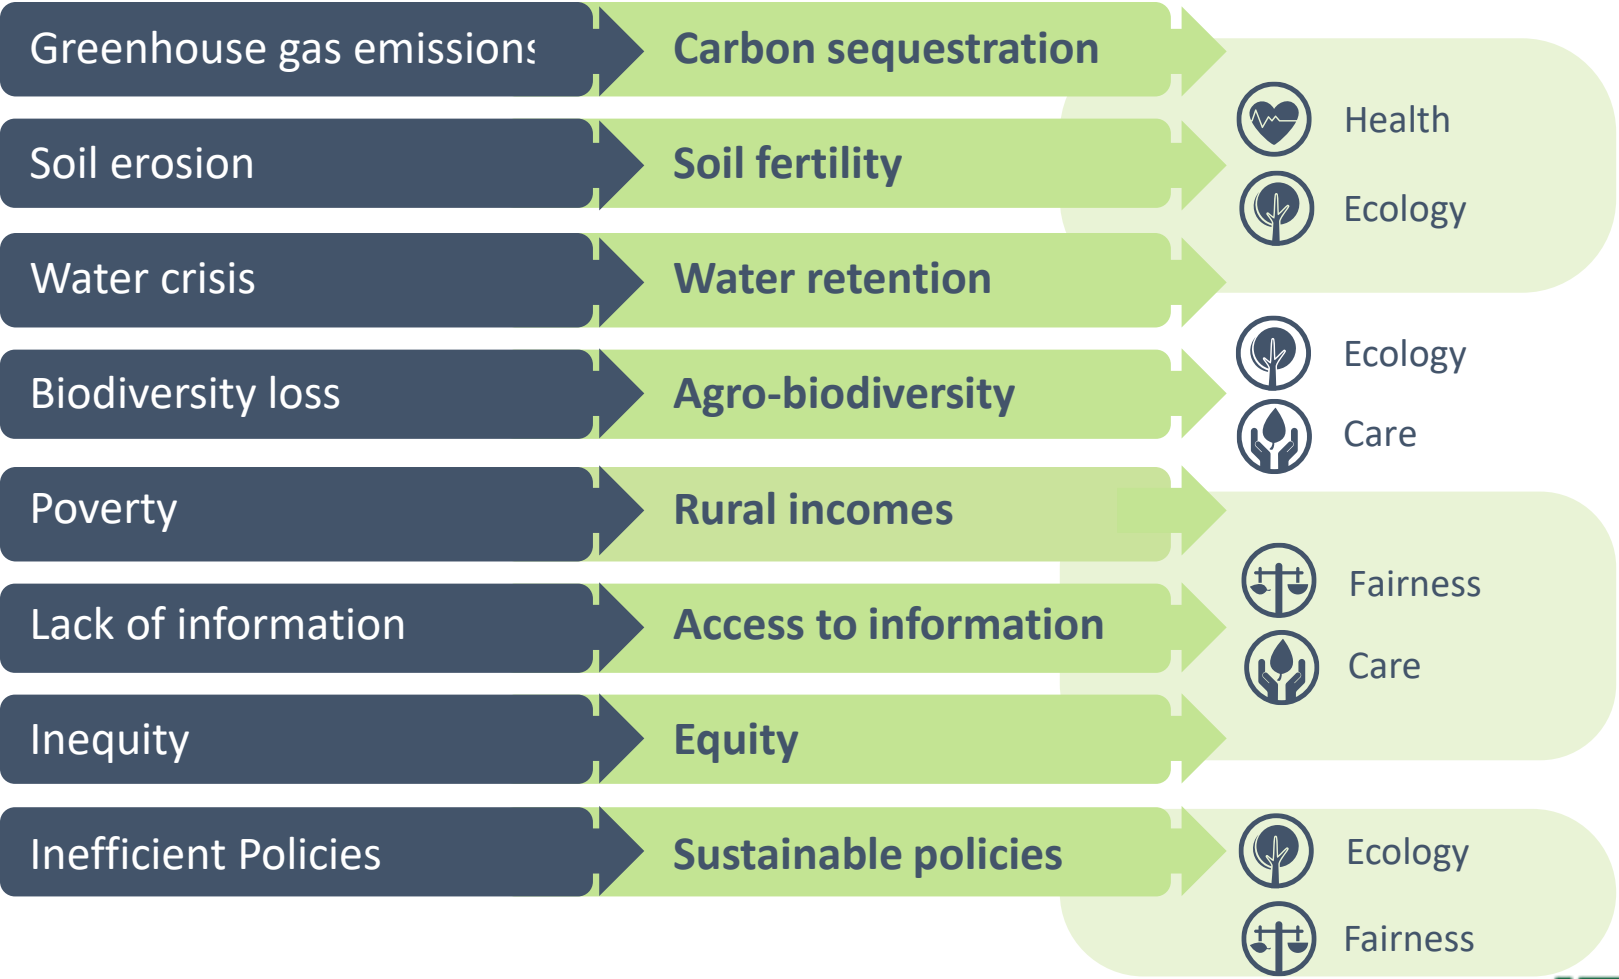 Greenhouse gas emissions
Carbon sequestration
Health
Soil erosion
Soil fertility
Ecology
Water crisis
Water retention
Ecology
Biodiversity loss
Agro-biodiversity
Care
Poverty
Rural incomes
Fairness
Lack of information
Access to information
Care
Inequity
Equity
Inefficient Policies
Sustainable policies
Ecology
Fairness